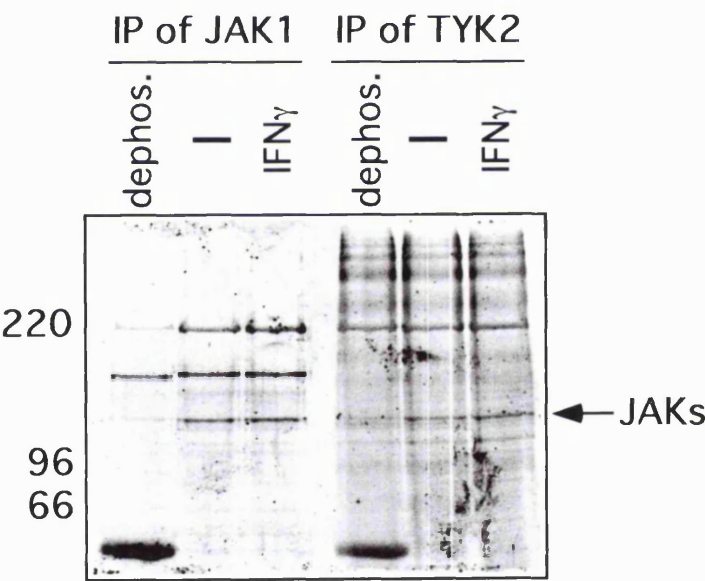 IP of JAK1 IP of TYK2
dephos. — IFNγ dephos. — IFNγ
220
JAKs
96
66